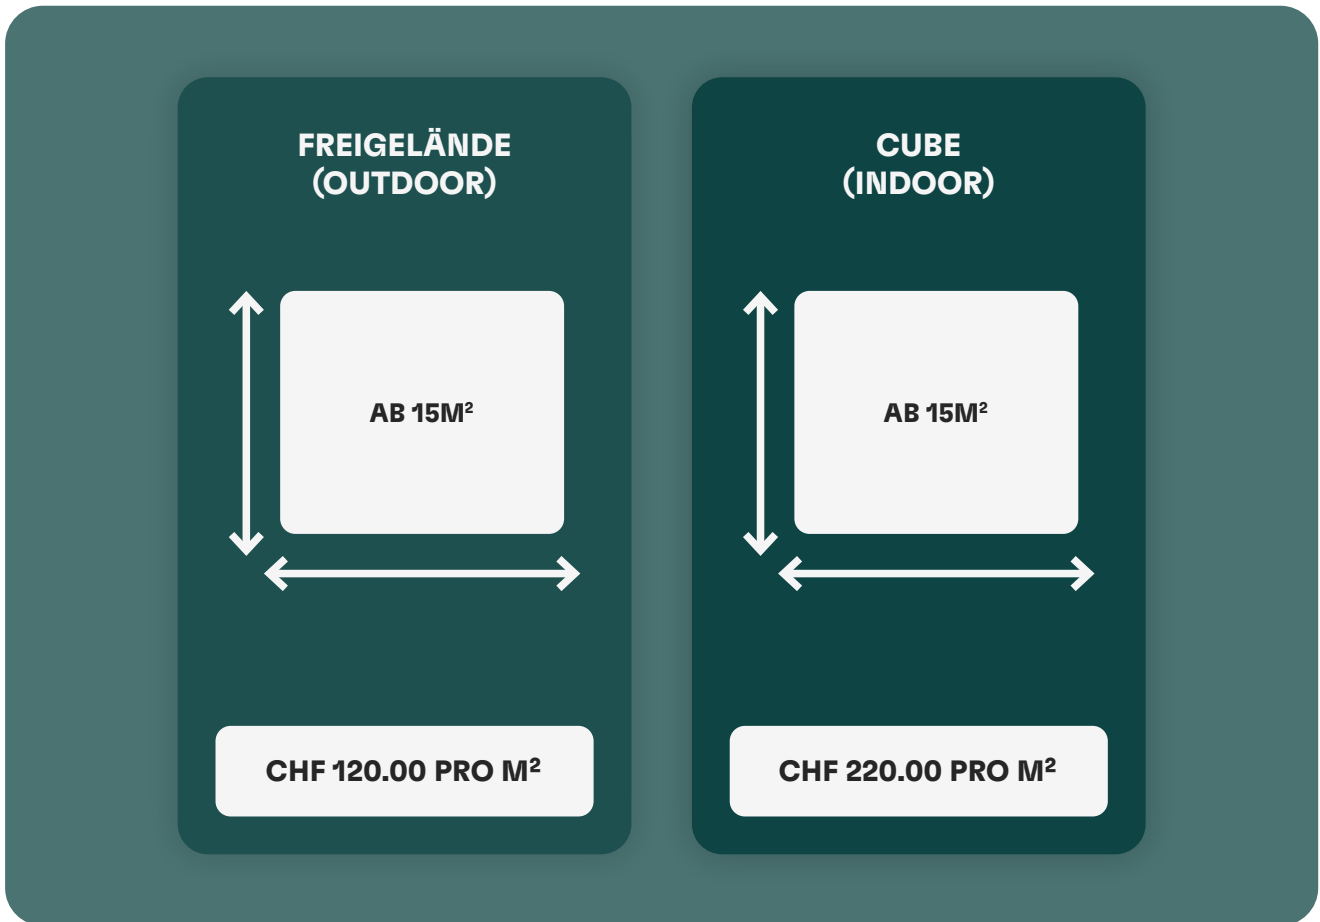 FREIGELÄNDE
(OUTDOOR)
AB 15M²
CHF 120.00 PRO M²
CUBE
(INDOOR)
AB 15M²
CHF 220.00 PRO M²